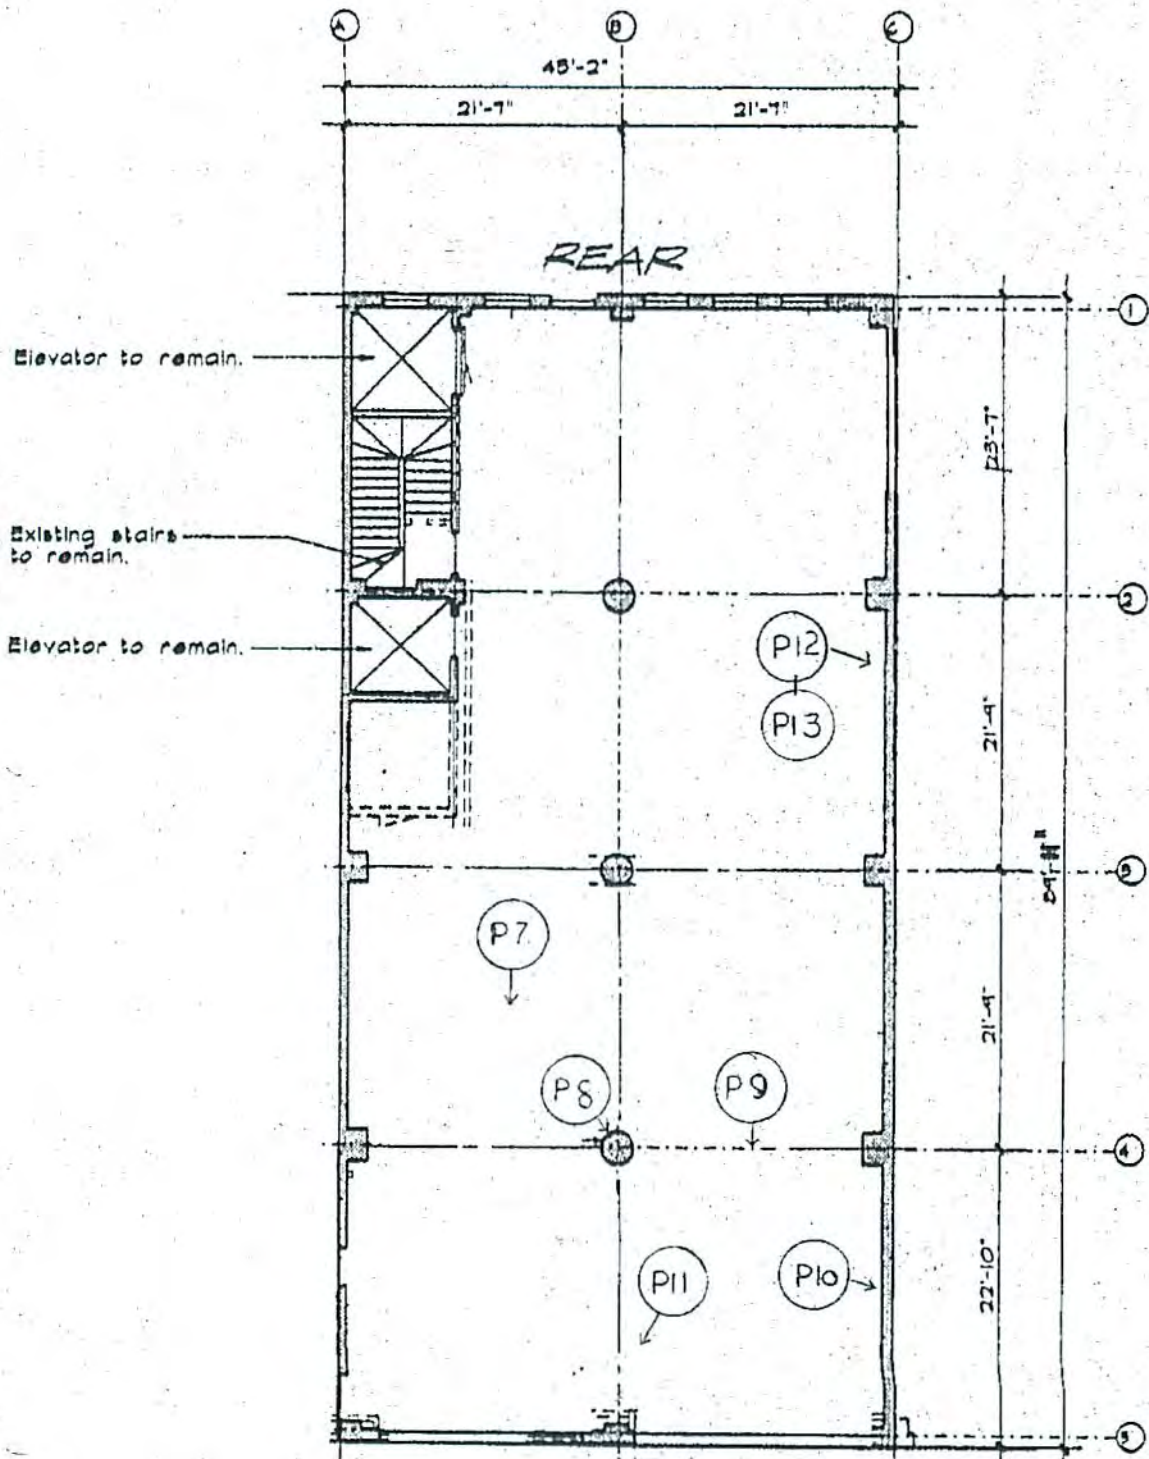 A B C
45'-2"
21'-7" 21'-7"
REAR
1
Elevator to remain.
23'-7"
Existing stairs
to remain.
2
Elevator to remain.
P12
P13
21'-9"
3
P7
21'-9"
P8
P9
4
P11
P10
22'-10"
5